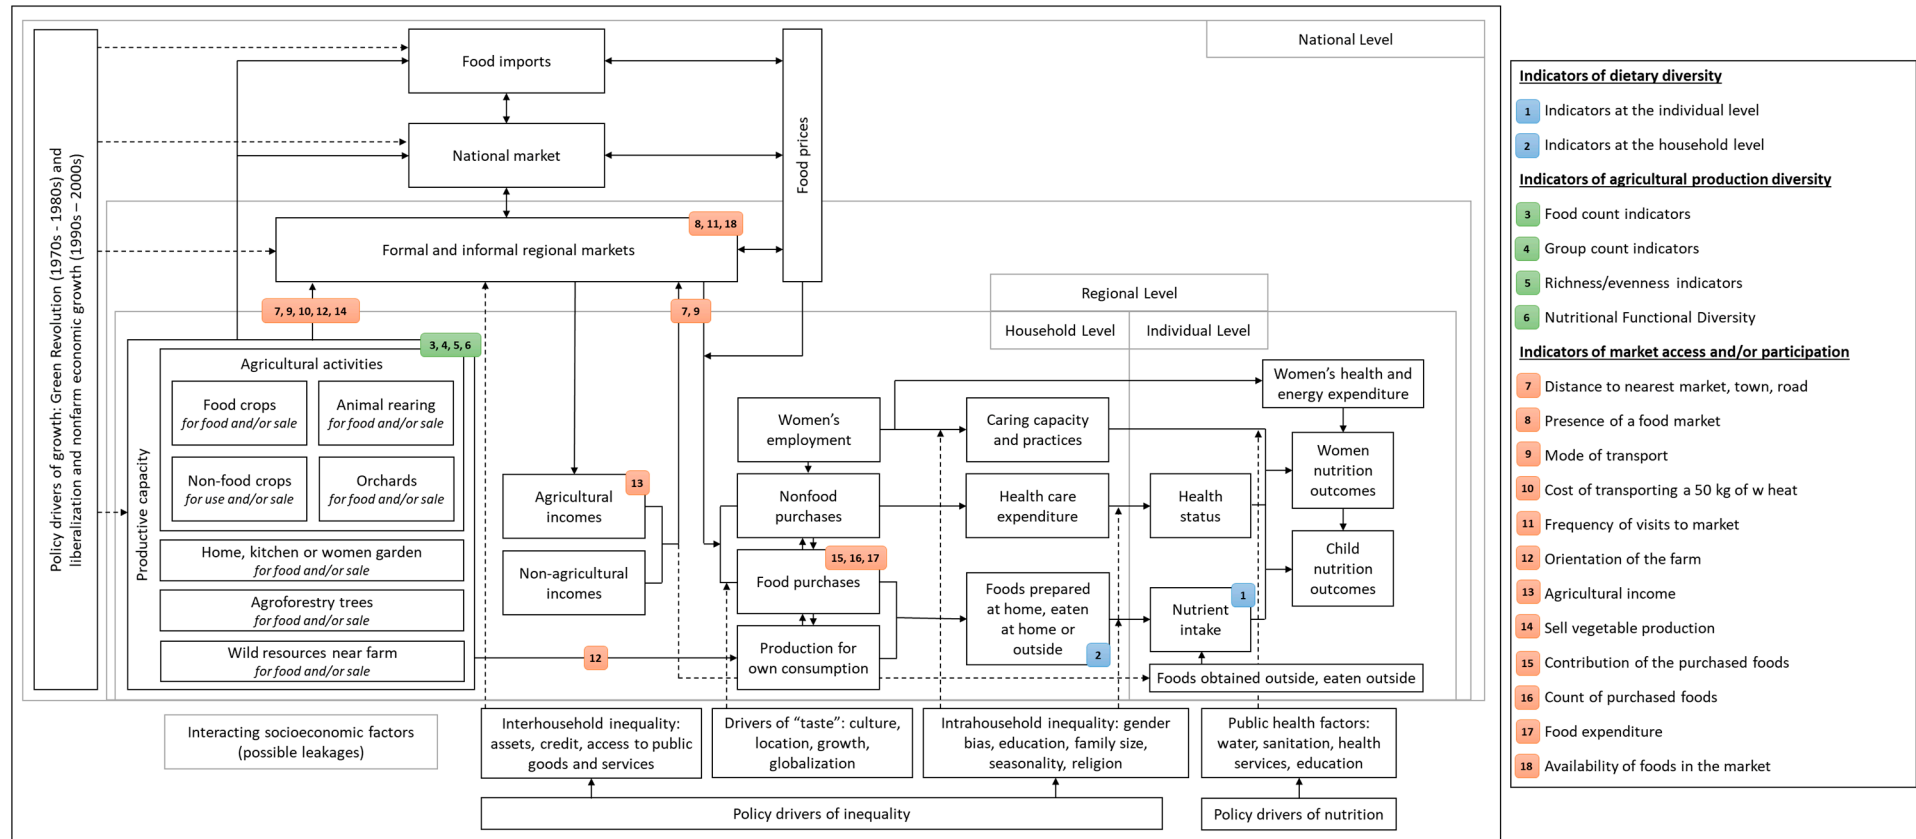 Policy drivers of growth: Green Revolution (1970s - 1980s) and
liberalization and nonfarm economic growth (1990s – 2000s)
National Level
Food imports
National market
Food prices
8, 11, 18
Formal and informal regional markets
7, 9, 10, 12, 14
7, 9
Regional Level
Household Level
Individual Level
3, 4, 5, 6
Productive capacity
Agricultural activities
Food crops
for food and/or sale
Animal rearing
for food and/or sale
Non-food crops
for use and/or sale
Orchards
for food and/or sale
Home, kitchen or women garden
for food and/or sale
Agroforestry trees
for food and/or sale
Wild resources near farm
for food and/or sale
12
13
Agricultural
incomes
Non-agricultural
incomes
Women's
employment
Nonfood
purchases
15, 16, 17
Food purchases
Production for
own consumption
Caring capacity
and practices
Health care
expenditure
Foods prepared
at home, eaten
at home or
outside
2
Women's health and
energy expenditure
Health
status
1
Nutrient
intake
Women
nutrition
outcomes
Child
nutrition
outcomes
Foods obtained outside, eaten outside
Interacting socioeconomic factors
(possible leakages)
Interhousehold inequality:
assets, credit, access to public
goods and services
Drivers of "taste": culture,
location, growth,
globalization
Intrahousehold inequality: gender
bias, education, family size,
seasonality, religion
Public health factors:
water, sanitation, health
services, education
Policy drivers of inequality
Policy drivers of nutrition
Indicators of dietary diversity
1 Indicators at the individual level
2 Indicators at the household level
Indicators of agricultural production diversity
3 Food count indicators
4 Group count indicators
5 Richness/evenness indicators
6 Nutritional Functional Diversity
Indicators of market access and/or participation
7 Distance to nearest market, town, road
8 Presence of a food market
9 Mode of transport
10 Cost of transporting a 50 kg of w heat
11 Frequency of visits to market
12 Orientation of the farm
13 Agricultural income
14 Sell vegetable production
15 Contribution of the purchased foods
16 Count of purchased foods
17 Food expenditure
18 Availability of foods in the market